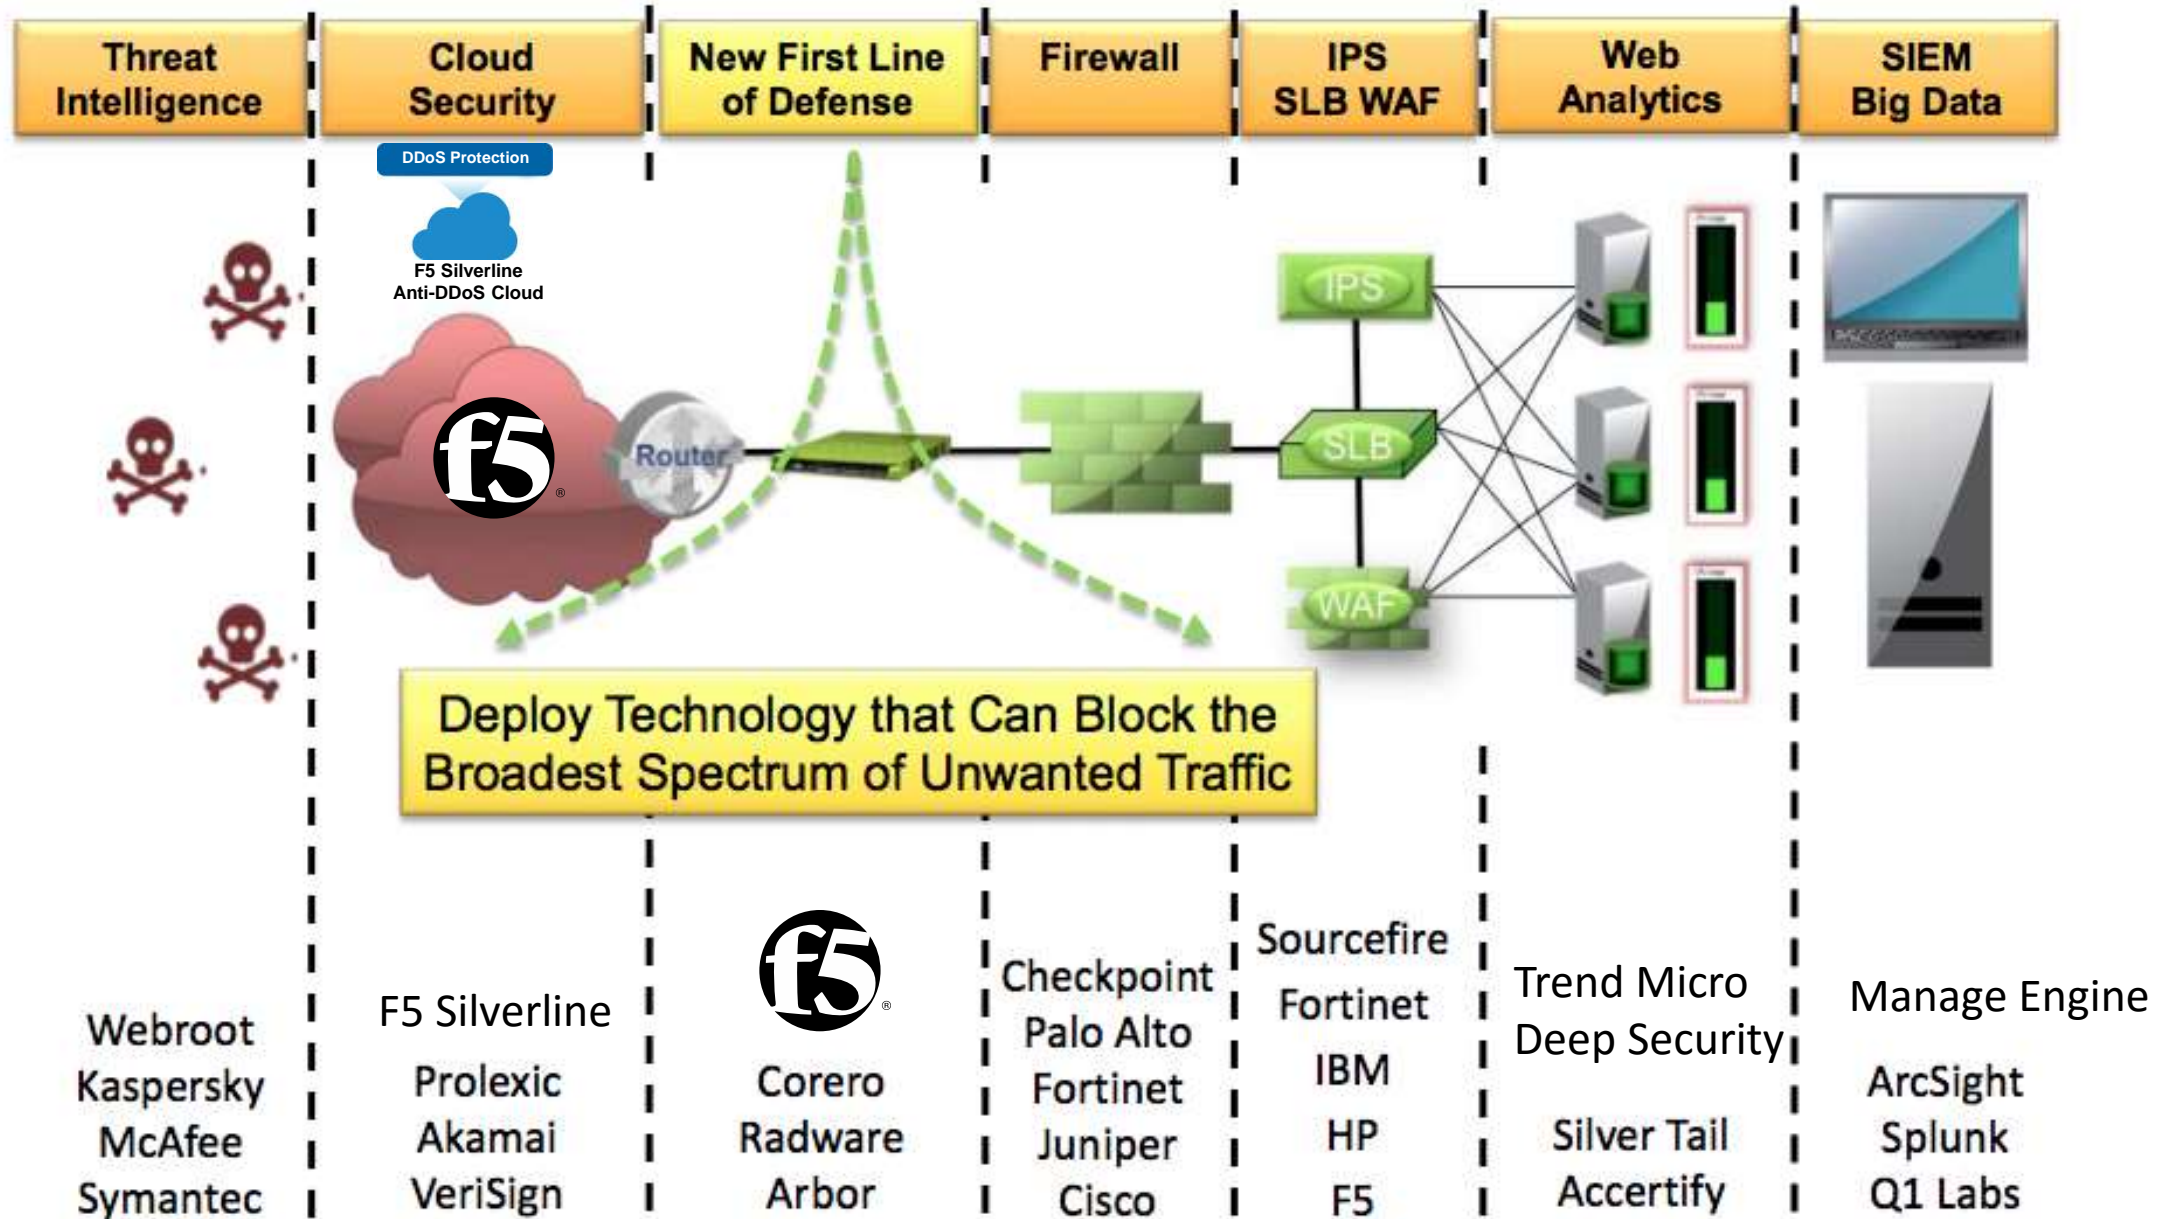 Threat
Intelligence
Cloud
Security
New First Line
of Defense
Firewall
IPS
SLB WAF
Web
Analytics
SIEM
Big Data
DDoS Protection
F5 Silverline
Anti-DDoS Cloud
f5
®
Router
IPS
SLB
WAF
Deploy Technology that Can Block the
Broadest Spectrum of Unwanted Traffic
Webroot
Kaspersky
McAfee
Symantec
F5 Silverline
Prolexic
Akamai
VeriSign
f5
®
Corero
Radware
Arbor
Checkpoint
Palo Alto
Fortinet
Juniper
Cisco
Sourcefire
Fortinet
IBM
HP
F5
Trend Micro
Deep Security
Silver Tail
Accertify
Manage Engine
ArcSight
Splunk
Q1 Labs